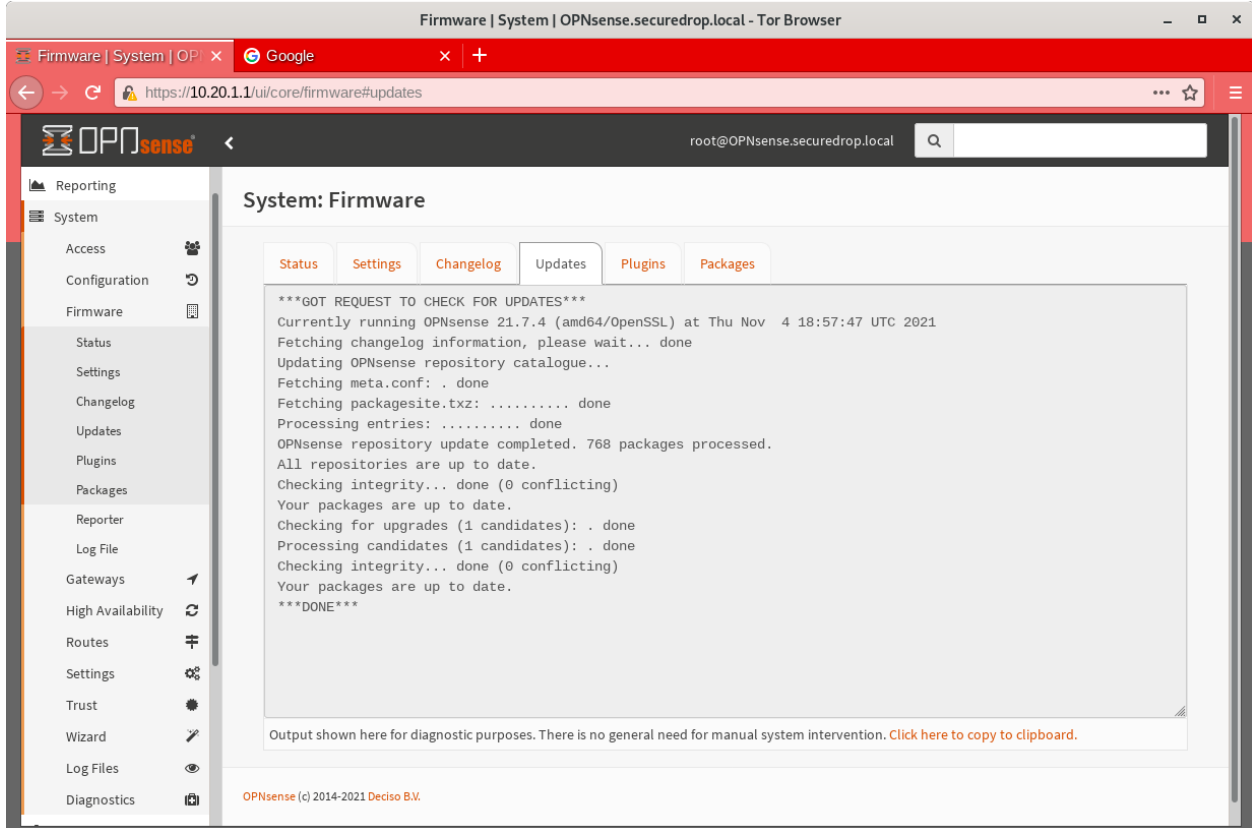 Firmware | System | OPNsense.securedrop.local - Tor Browser
Firmware | System | OP
Google
https://10.20.1.1/ui/core/firmware#updates
OPNsense
root@OPNsense.securedrop.local
Reporting
System
Access
Configuration
Firmware
Status
Settings
Changelog
Updates
Plugins
Packages
Reporter
Log File
Gateways
High Availability
Routes
Settings
Trust
Wizard
Log Files
Diagnostics
System: Firmware
Status Settings Changelog Updates Plugins Packages
***GOT REQUEST TO CHECK FOR UPDATES***
Currently running OPNsense 21.7.4 (amd64/OpenSSL) at Thu Nov  4 18:57:47 UTC 2021
Fetching changelog information, please wait... done
Updating OPNsense repository catalogue...
Fetching meta.conf: . done
Fetching packagesite.txz: .......... done
Processing entries: .......... done
OPNsense repository update completed. 768 packages processed.
All repositories are up to date.
Checking integrity... done (0 conflicting)
Your packages are up to date.
Checking for upgrades (1 candidates): . done
Processing candidates (1 candidates): . done
Checking integrity... done (0 conflicting)
Your packages are up to date.
***DONE***
Output shown here for diagnostic purposes. There is no general need for manual system intervention. Click here to copy to clipboard.
OPNsense (c) 2014-2021 Deciso B.V.